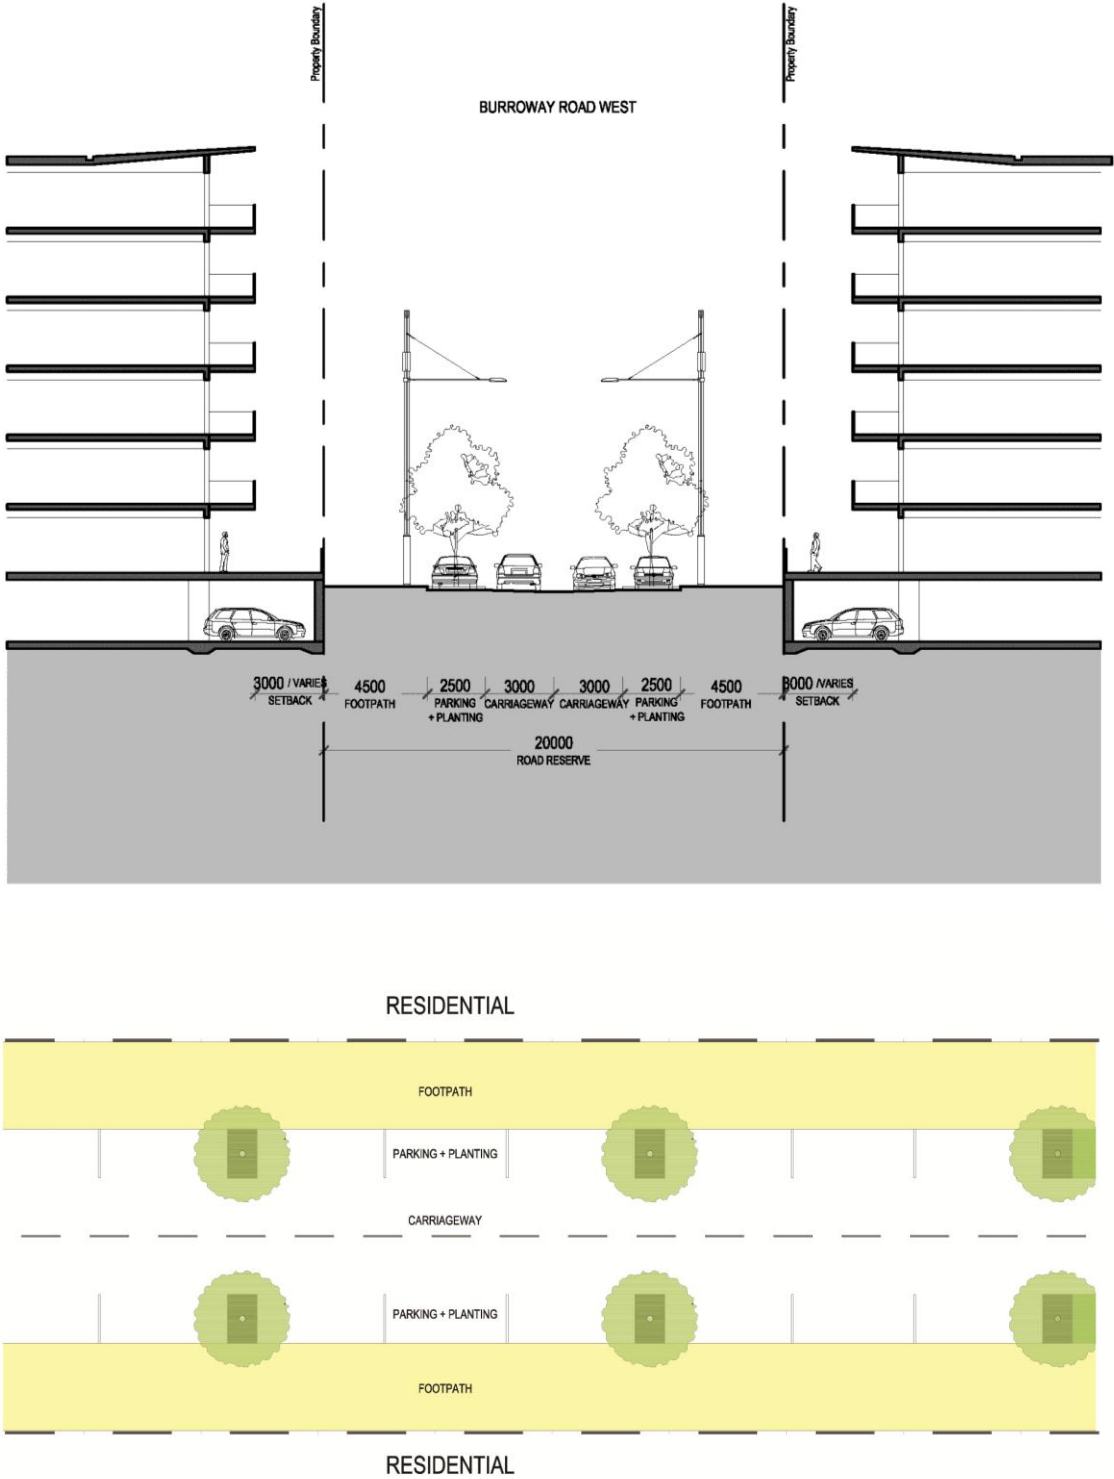 Property Boundary
Property Boundary
BURROWAY ROAD WEST
3000 / VARIES
SETBACK
4500
FOOTPATH
2500
PARKING
+ PLANTING
3000
CARRIAGEWAY
3000
CARRIAGEWAY
2500
PARKING
+ PLANTING
4500
FOOTPATH
3000 /VARIES
SETBACK
20000
ROAD RESERVE
RESIDENTIAL
FOOTPATH
PARKING + PLANTING
CARRIAGEWAY
PARKING + PLANTING
FOOTPATH
RESIDENTIAL